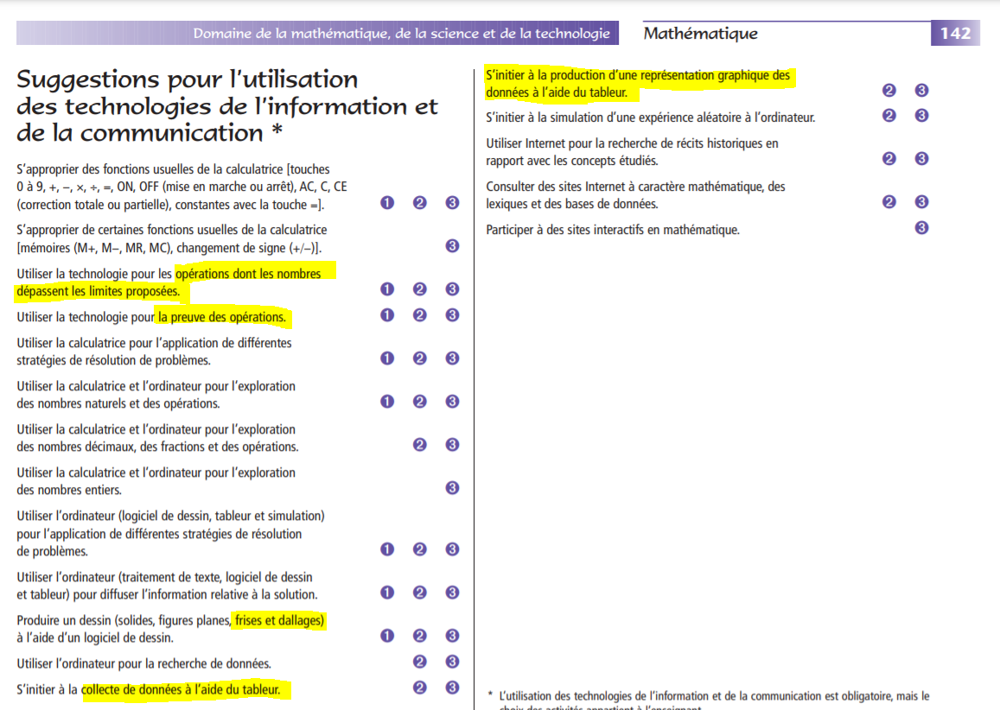 Domaine de la mathématique, de la science et de la technologie
Mathématique
142
Suggestions pour l'utilisation
des technologies de l'information et
de la communication *
S'approprier des fonctions usuelles de la calculatrice [touches
0 à 9, +, –, ×, ÷, =, ON, OFF (mise en marche ou arrêt), AC, C, CE
(correction totale ou partielle), constantes avec la touche =]. ❶ ❷ ❸
S'approprier de certaines fonctions usuelles de la calculatrice
[mémoires (M+, M–, MR, MC), changement de signe (+/–)]. ❸
Utiliser la technologie pour les opérations dont les nombres
dépassent les limites proposées. ❶ ❷ ❸
Utiliser la technologie pour la preuve des opérations. ❶ ❷ ❸
Utiliser la calculatrice pour l'application de différentes
stratégies de résolution de problèmes. ❶ ❷ ❸
Utiliser la calculatrice et l'ordinateur pour l'exploration
des nombres naturels et des opérations. ❶ ❷ ❸
Utiliser la calculatrice et l'ordinateur pour l'exploration
des nombres décimaux, des fractions et des opérations. ❷ ❸
Utiliser la calculatrice et l'ordinateur pour l'exploration
des nombres entiers. ❸
Utiliser l'ordinateur (logiciel de dessin, tableur et simulation)
pour l'application de différentes stratégies de résolution
de problèmes. ❶ ❷ ❸
Utiliser l'ordinateur (traitement de texte, logiciel de dessin
et tableur) pour diffuser l'information relative à la solution. ❶ ❷ ❸
Produire un dessin (solides, figures planes, frises et dallages)
à l'aide d'un logiciel de dessin. ❶ ❷ ❸
Utiliser l'ordinateur pour la recherche de données. ❷ ❸
S'initier à la collecte de données à l'aide du tableur. ❷ ❸
S'initier à la production d'une représentation graphique des
données à l'aide du tableur. ❷ ❸
S'initier à la simulation d'une expérience aléatoire à l'ordinateur. ❷ ❸
Utiliser Internet pour la recherche de récits historiques en
rapport avec les concepts étudiés. ❷ ❸
Consulter des sites Internet à caractère mathématique, des
lexiques et des bases de données. ❷ ❸
Participer à des sites interactifs en mathématique. ❸
* L'utilisation des technologies de l'information et de la communication est obligatoire, mais le
choix des activités appartient à l'enseignant.